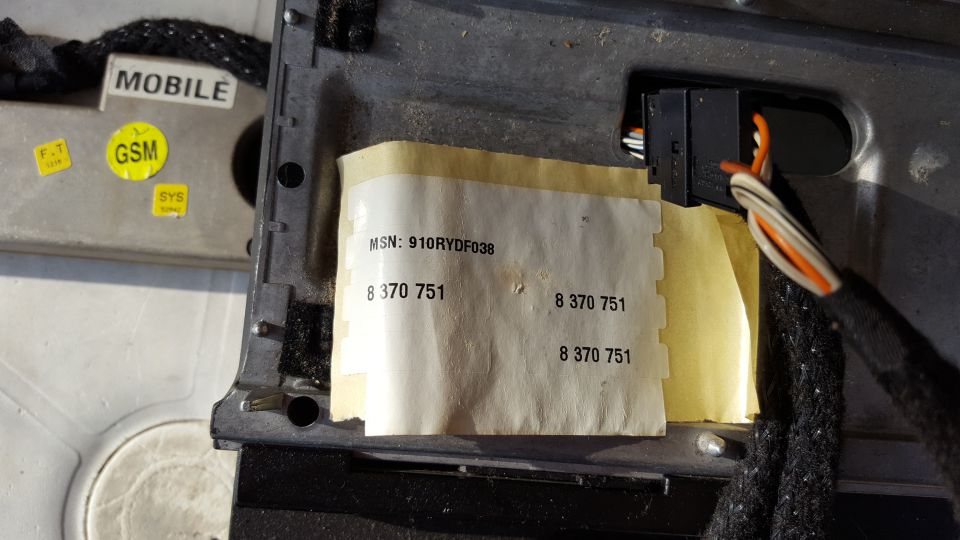 MOBILE
F.T
GSM
SYS
MSN: 910RYDF038
8 370 751
8 370 751
8 370 751